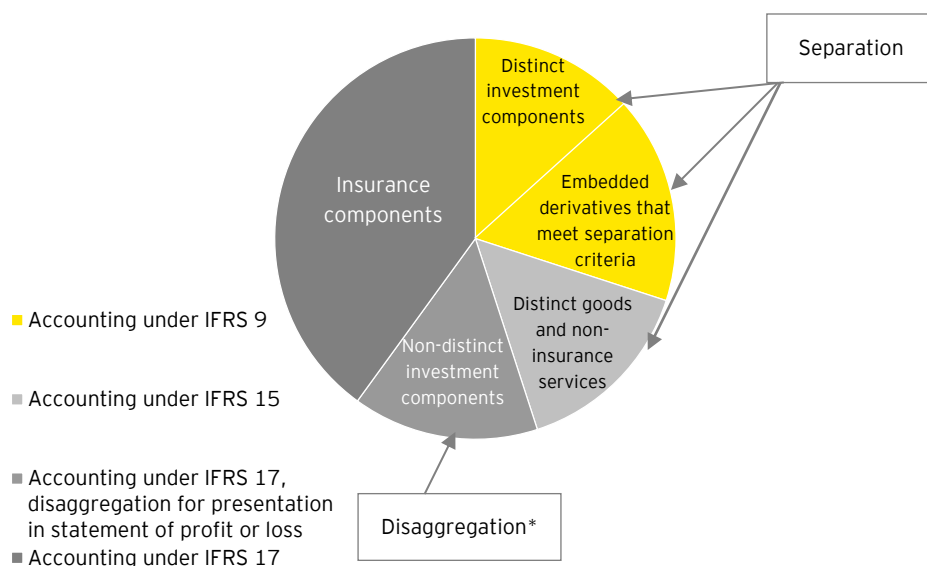 Separation
Distinct
investment
components
Insurance
components
Embedded
derivatives that
meet separation
criteria
Distinct goods
and non-
insurance
services
Non-distinct
investment
components
Accounting under IFRS 9
Accounting under IFRS 15
Accounting under IFRS 17,
disaggregation for presentation
in statement of profit or loss
Accounting under IFRS 17
Disaggregation*